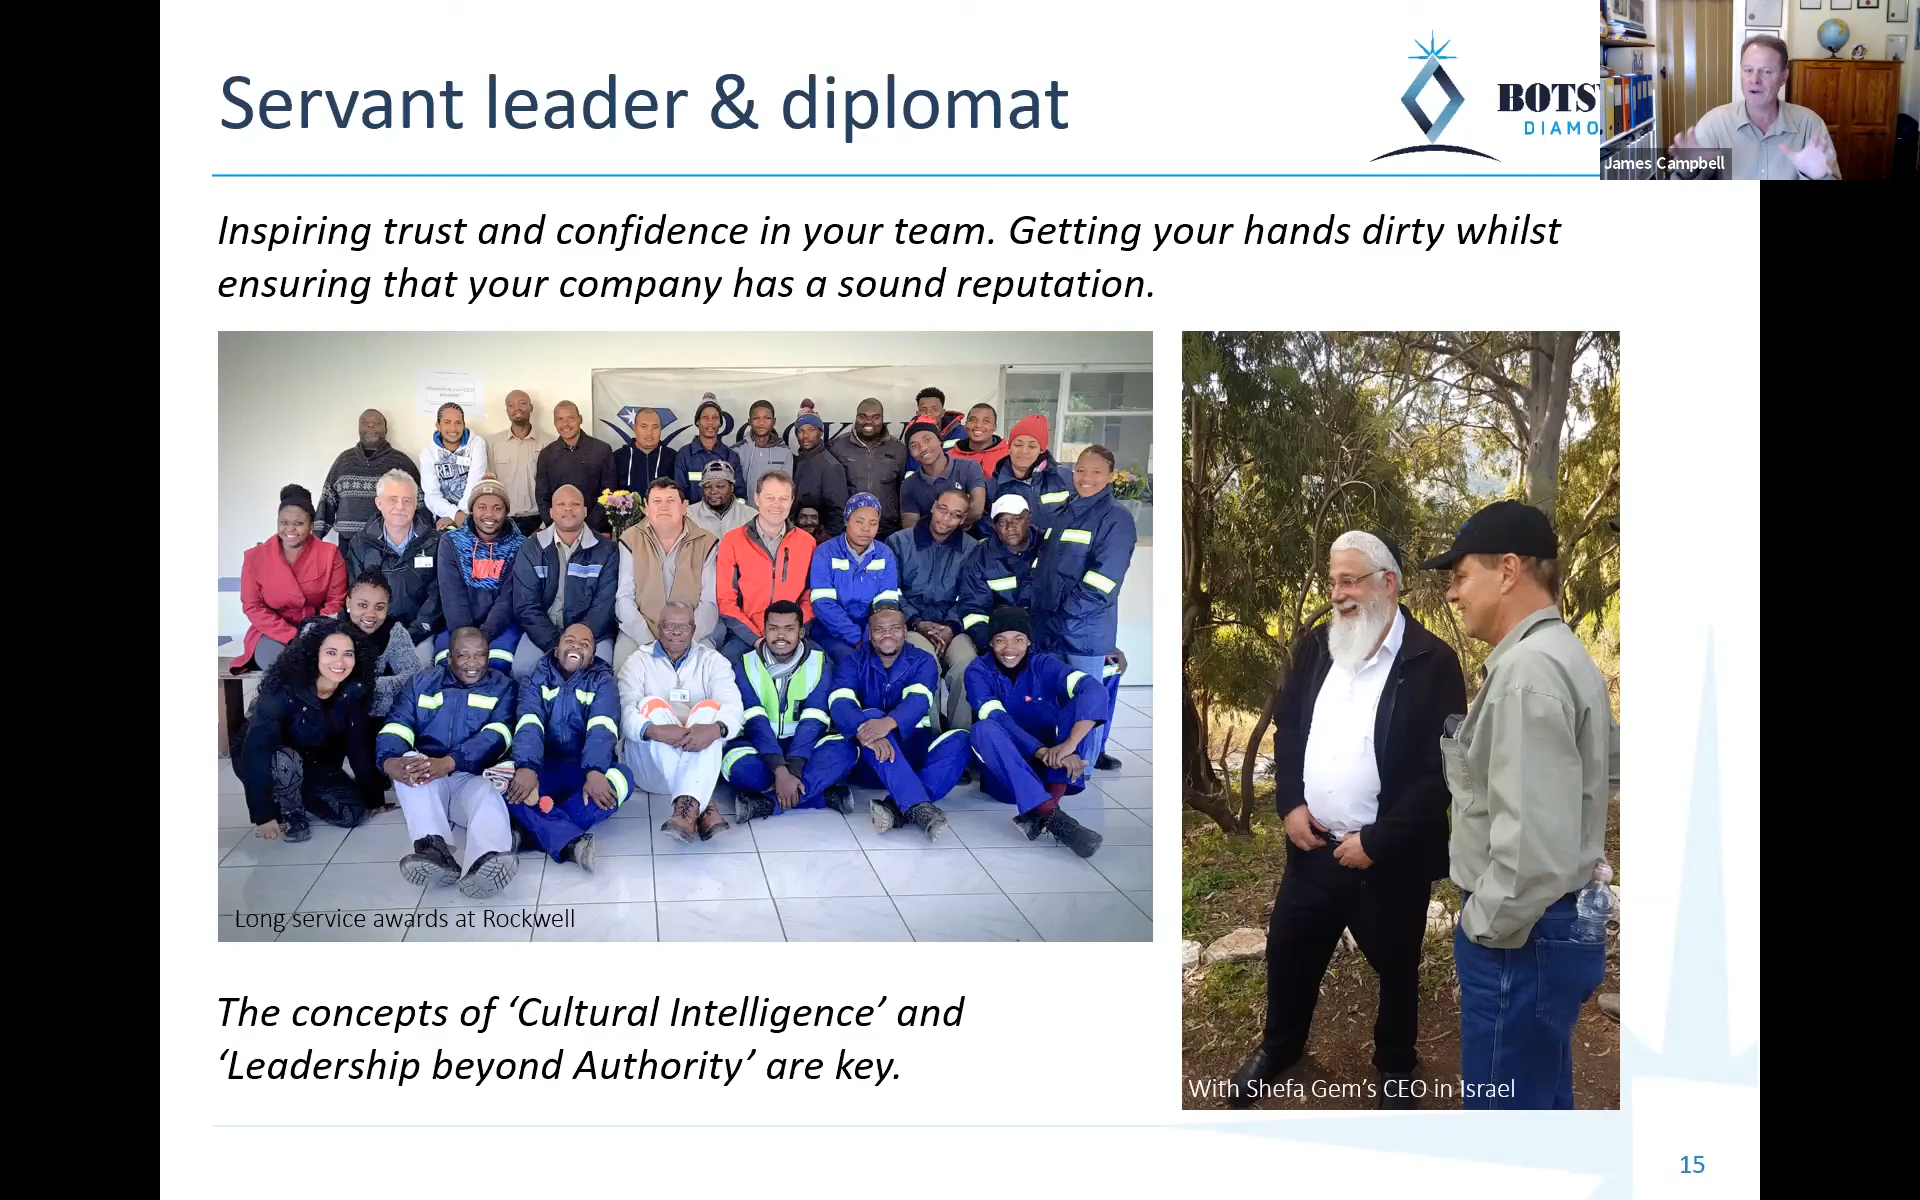 Servant leader & diplomat
BOTS
DIAMO
James Campbell
Inspiring trust and confidence in your team. Getting your hands dirty whilst
ensuring that your company has a sound reputation.
Long service awards at Rockwell
With Shefa Gem’s CEO in Israel
The concepts of ‘Cultural Intelligence’ and
‘Leadership beyond Authority’ are key.
15